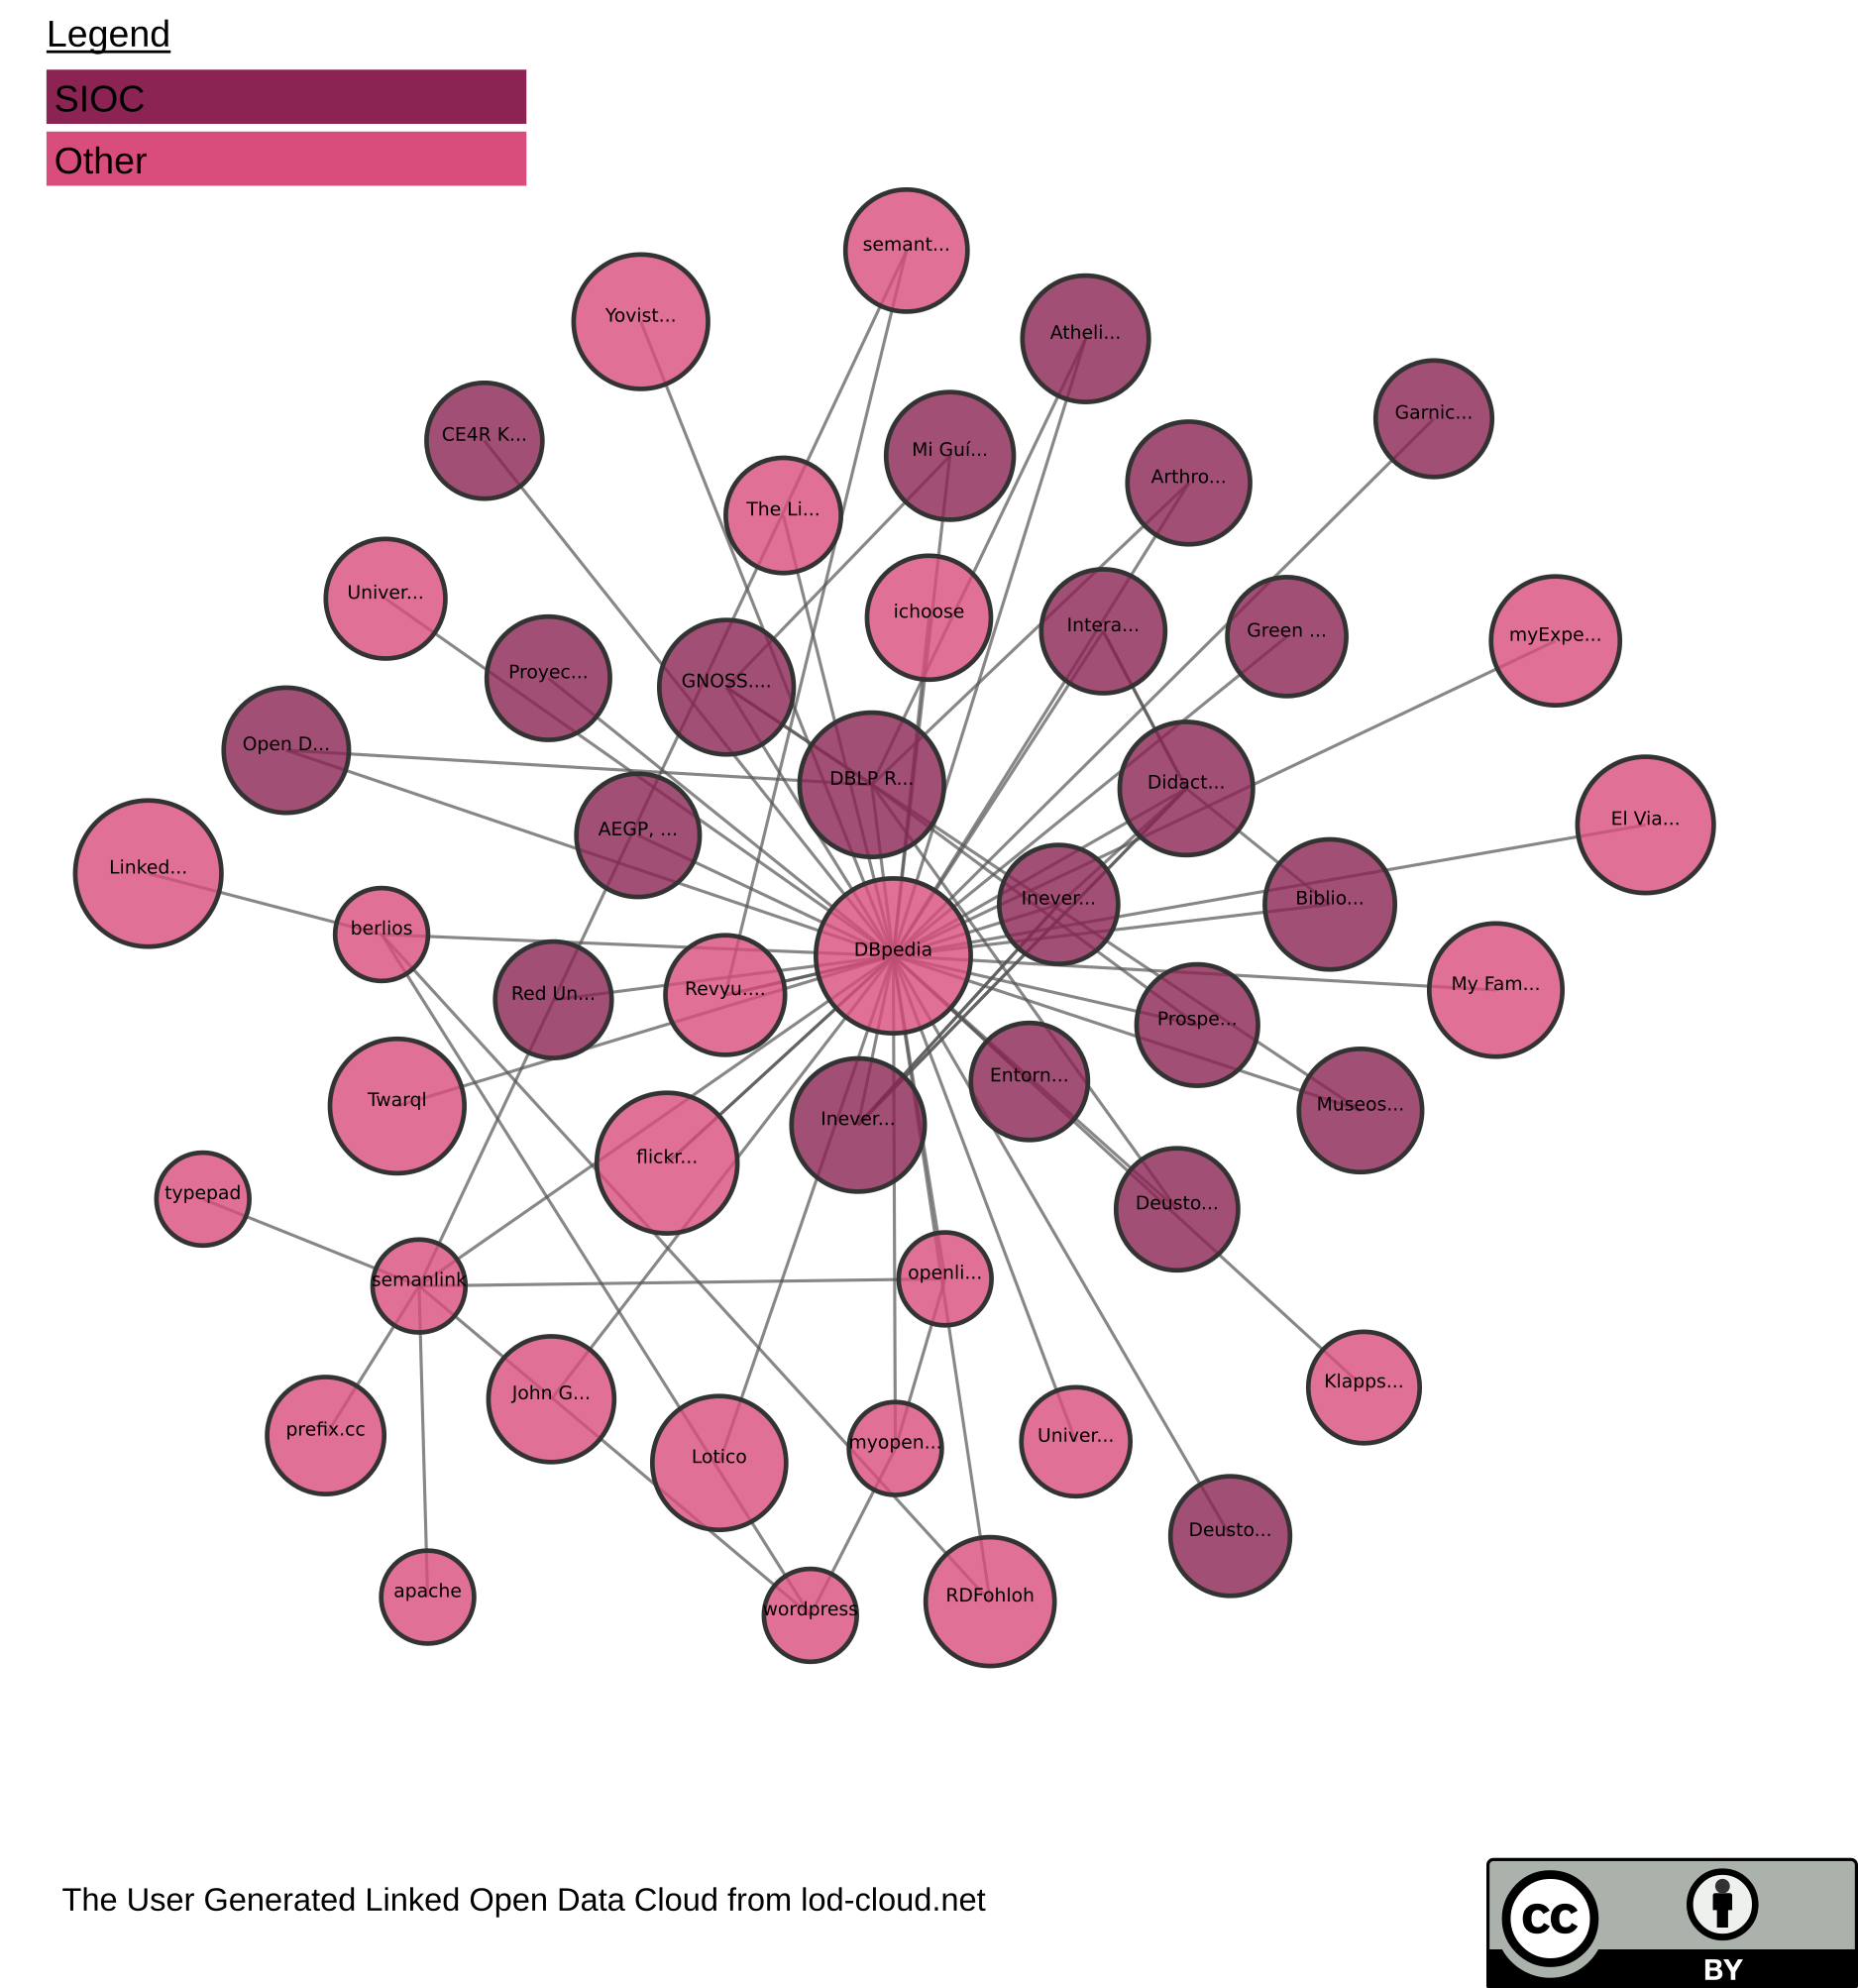 Legend
SIOC
Other
semant...
Yovist...
Atheli...
Garnic...
CE4R K...
Mi Guí...
Arthro...
The Li...
Univer...
ichoose
Intera...
Green ...
myExpe...
Proyec...
GNOSS....
Open D...
DBLP R...
Didact...
El Via...
AEGP, ...
Linked...
Inever...
Biblio...
berlios
DBpedia
Red Un...
Revyu....
My Fam...
Prospe...
Twarql
Entorn...
Museos...
Inever...
flickr...
typepad
Deusto...
semanlink
openli...
prefix.cc
John G...
Lotico
myopen...
Univer...
Klapps...
Deusto...
apache
wordpress
RDFohloh
The User Generated Linked Open Data Cloud from lod-cloud.net
cc
BY